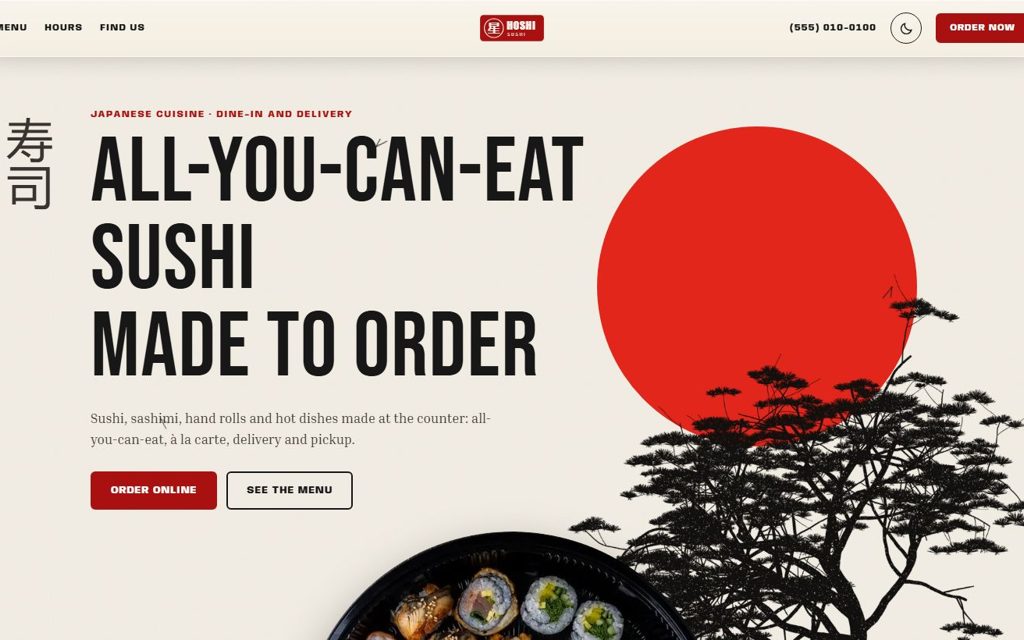 MENU HOURS FIND US
星 HOSHI
SUSHI
(555) 010-0100
ORDER NOW
寿司
JAPANESE CUISINE · DINE-IN AND DELIVERY
ALL-YOU-CAN-EAT
SUSHI
MADE TO ORDER
Sushi, sashimi, hand rolls and hot dishes made at the counter: all-
you-can-eat, à la carte, delivery and pickup.
ORDER ONLINE
SEE THE MENU